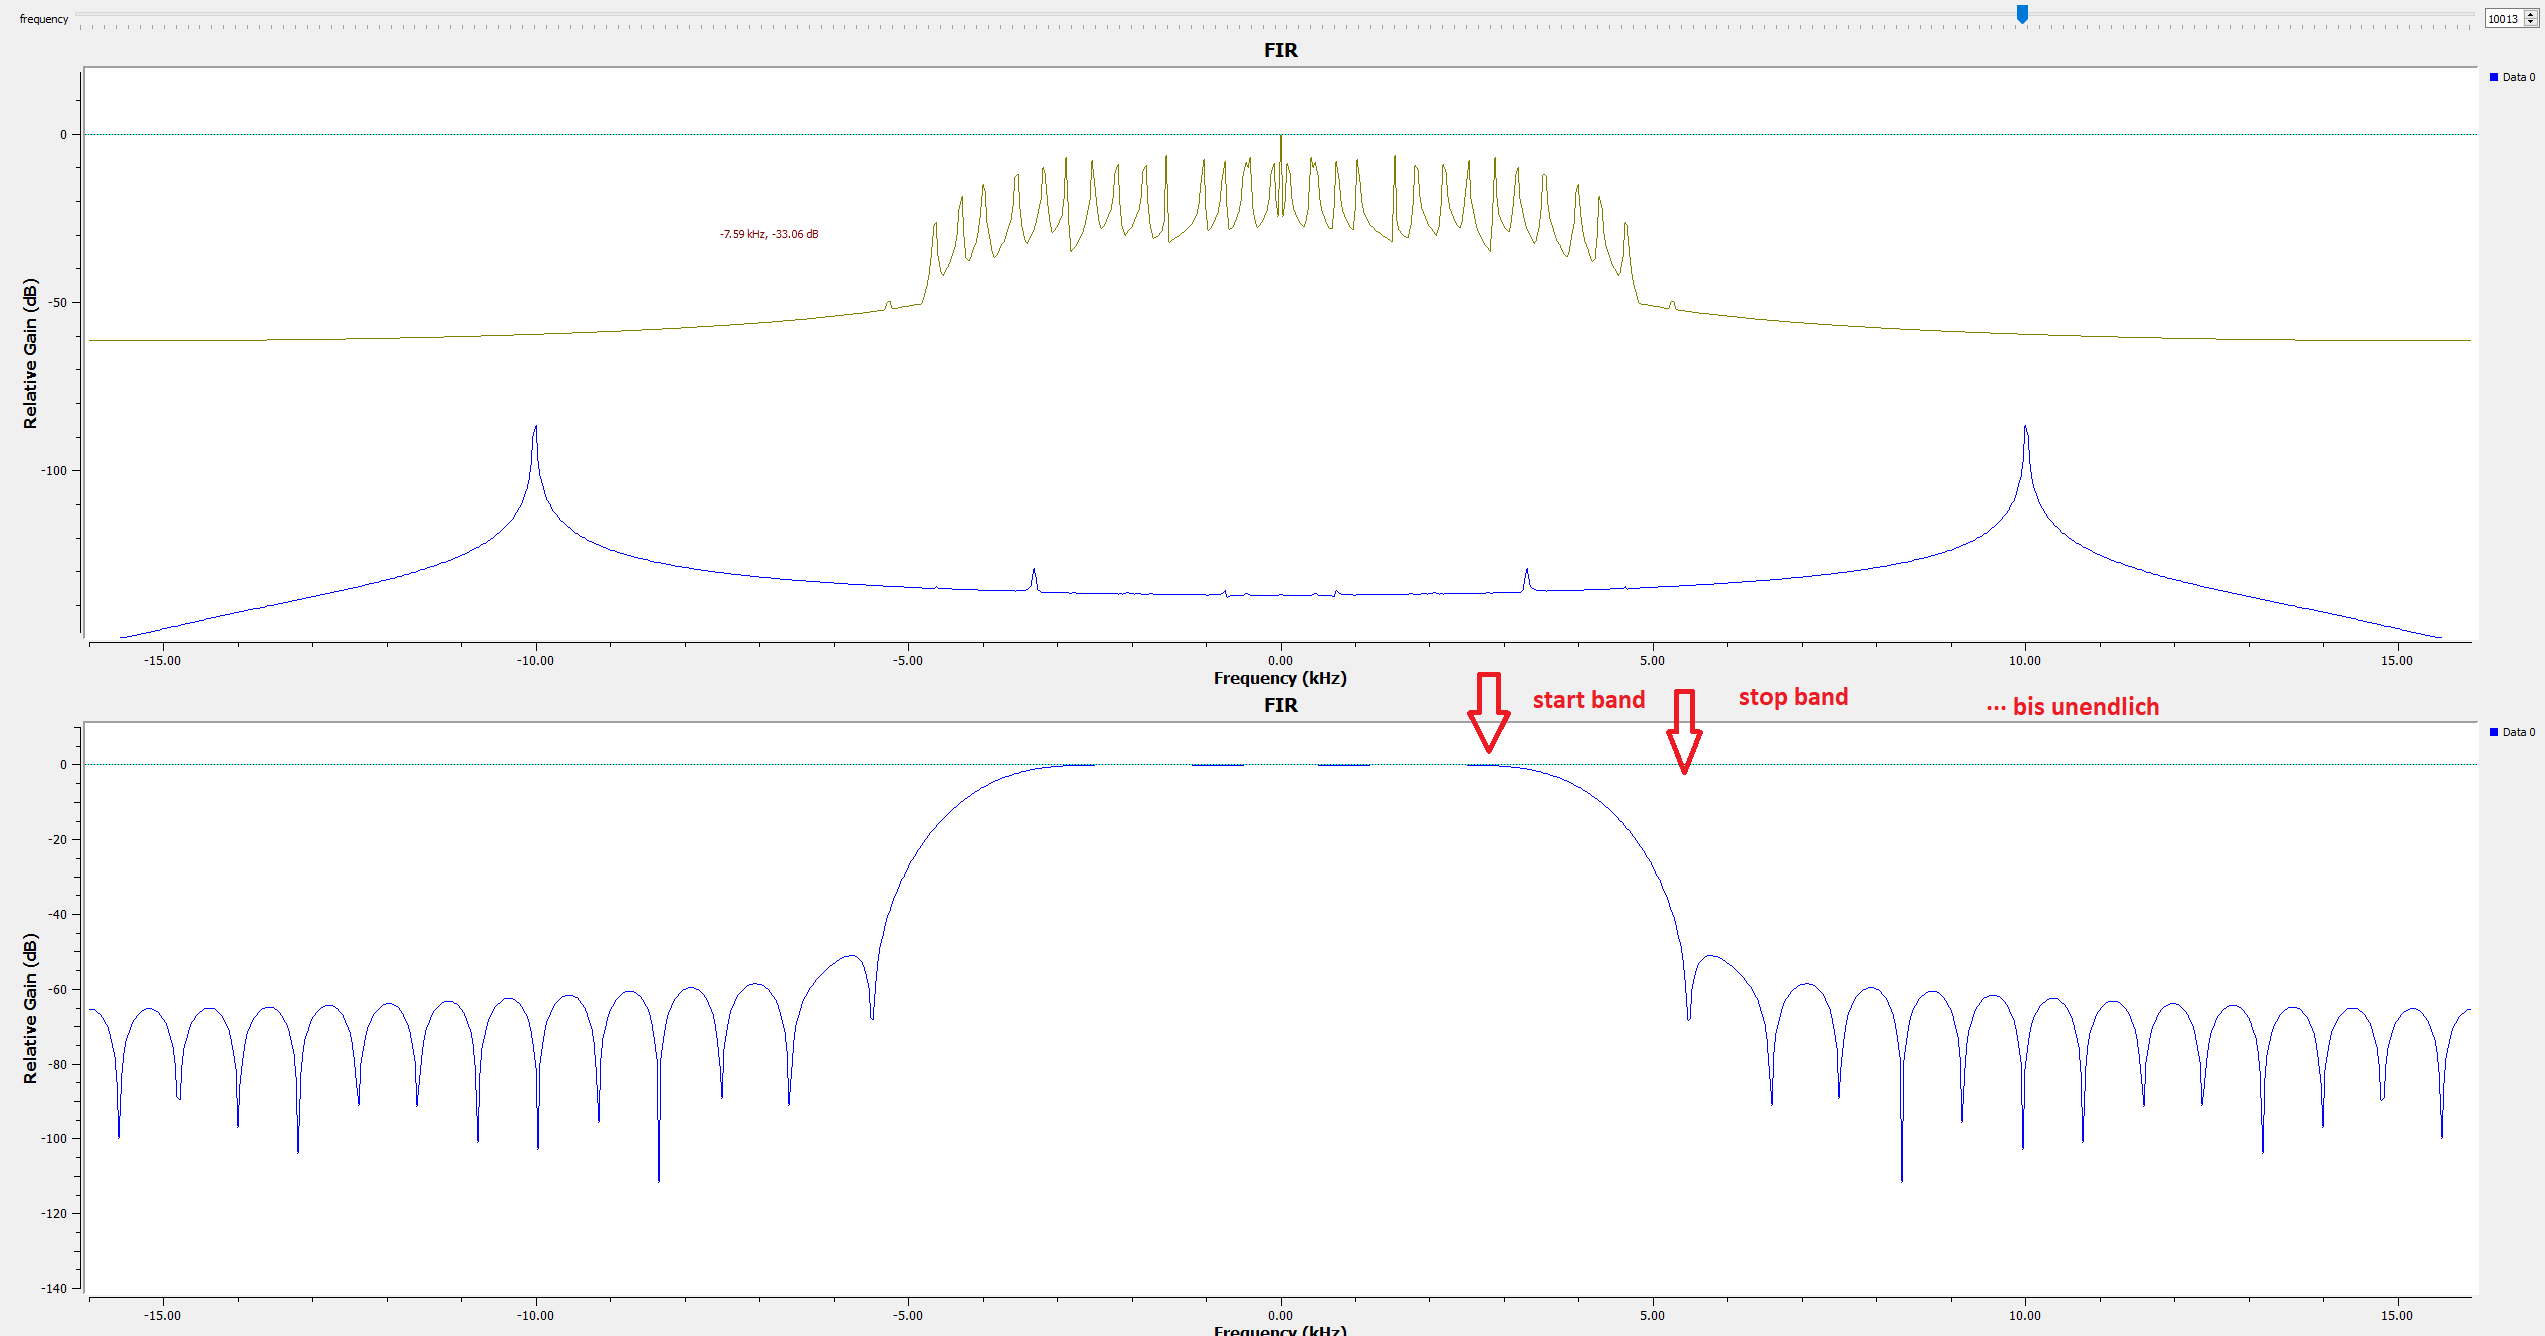 frequency
10013
FIR
Data 0
Relative Gain (dB)
0
-50
-100
-7.59 kHz, -33.06 dB
-15.00 -10.00 -5.00 0.00 5.00 10.00 15.00
Frequency (kHz)
FIR
start band
stop band
... bis unendlich
Data 0
Relative Gain (dB)
0
-20
-40
-60
-80
-100
-120
-140
-15.00 -10.00 -5.00 0.00 5.00 10.00 15.00
Frequency (kHz)